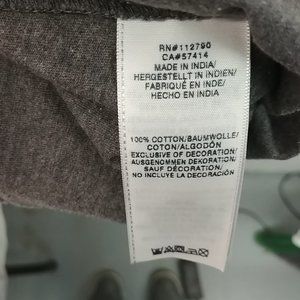 RN#112790
CA#57414
MADE IN INDIA/
HERGESTELLT IN INDIEN/
FABRIQUÉ EN INDE/
HECHO EN INDIA
100% COTTON/BAUMWOLLE/
COTON/ALGODÓN
EXCLUSIVE OF DECORATION/
AUSGENOMMEN DEKORATION/
SAUF DÉCORATION/
NO INCLUYE LA DECORACIÓN